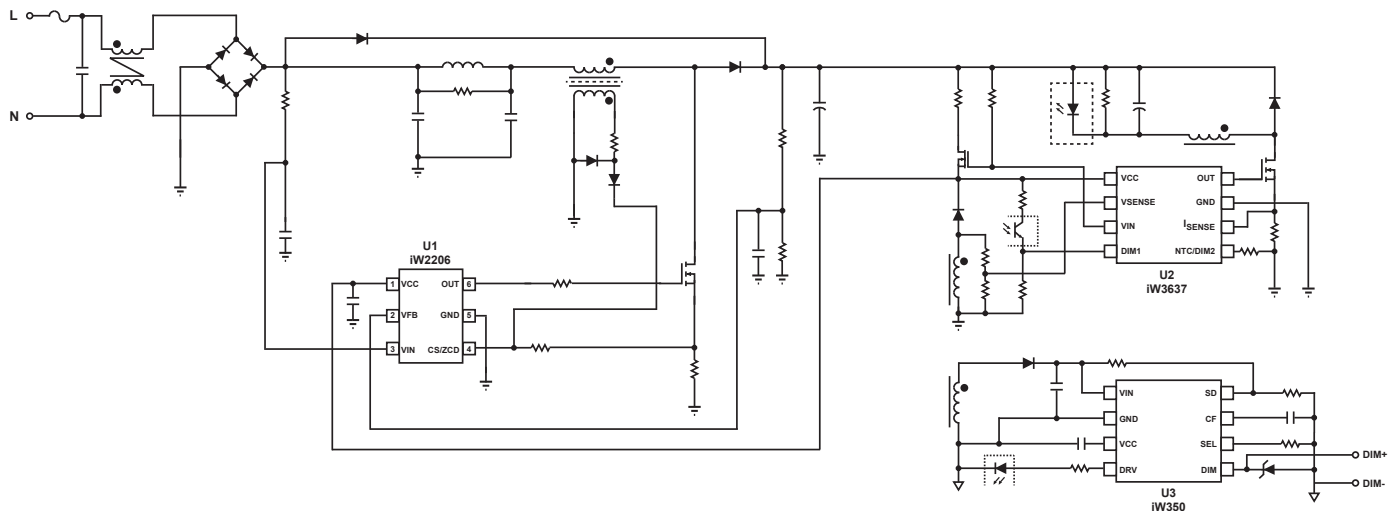 L
N
U1
iW2206
1 VCC OUT 6
2 VFB GND 5
3 VIN CS/ZCD 4
VCC OUT
VSENSE GND
VIN ISENSE
DIM1 NTC/DIM2
U2
iW3637
VIN SD
GND CF
VCC SEL
DRV DIM
U3
iW350
DIM+
DIM-